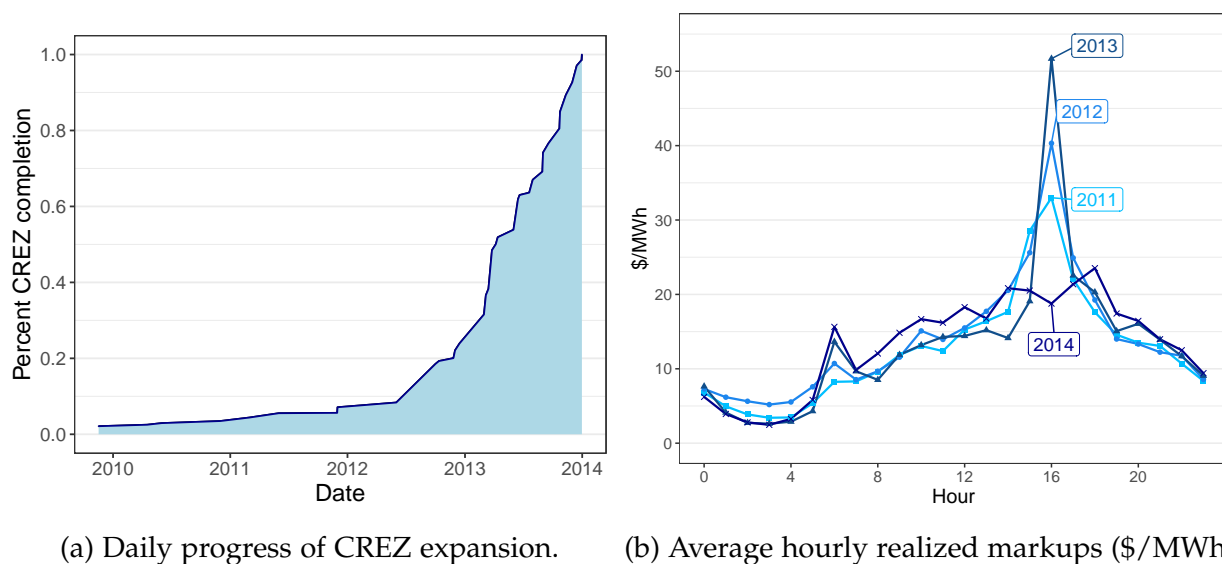 Percent CREZ completion
1.0
0.8
0.6
0.4
0.2
0.0
2010 2011 2012 2013 2014
Date
(a) Daily progress of CREZ expansion.
$/MWh
50
40
30
20
10
0
2013
2012
2011
2014
0 4 8 12 16 20
Hour
(b) Average hourly realized markups ($/MWh